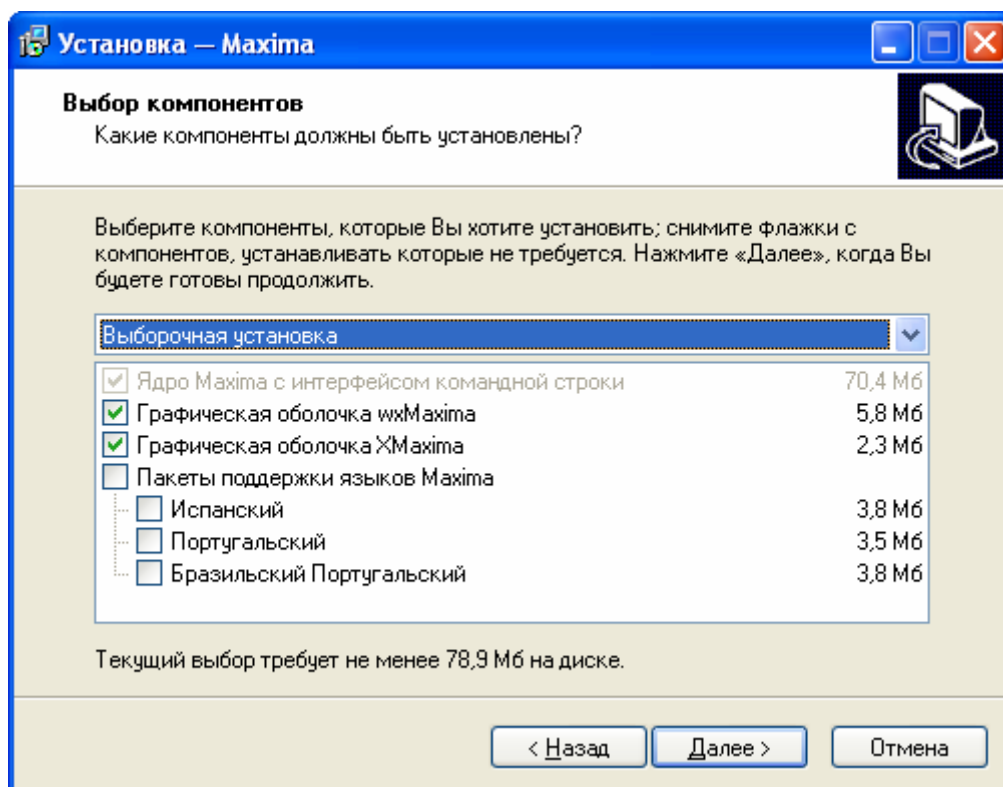 Установка — Maxima
Выбор компонентов
Какие компоненты должны быть установлены?
Выберите компоненты, которые Вы хотите установить; снимите флажки с
компонентов, устанавливать которые не требуется. Нажмите «Далее», когда Вы
будете готовы продолжить.
Выборочная установка
Ядро Maxima с интерфейсом командной строки 70,4 Мб
Графическая оболочка wxMaxima 5,8 Мб
Графическая оболочка XMaxima 2,3 Мб
Пакеты поддержки языков Maxima
Испанский 3,8 Мб
Португальский 3,5 Мб
Бразильский Португальский 3,8 Мб
Текущий выбор требует не менее 78,9 Мб на диске.
< Назад Далее > Отмена